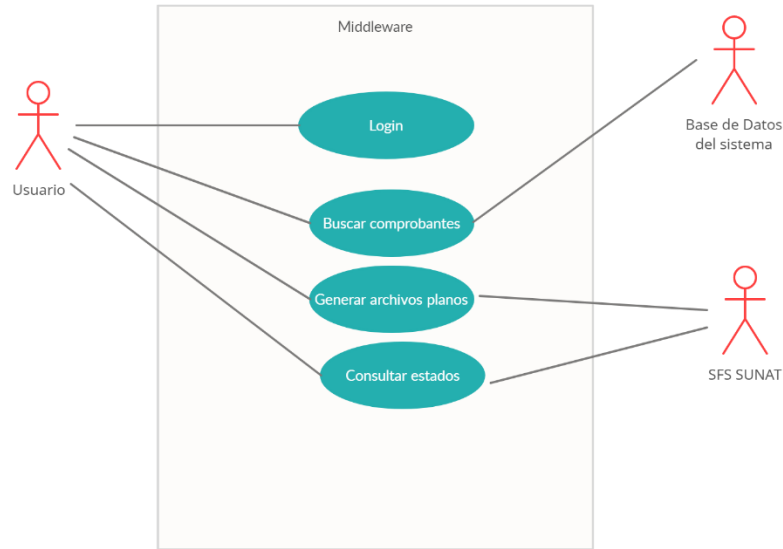 Middleware
Login
Base de Datos
del sistema
Usuario
Buscar comprobantes
Generar archivos planos
Consultar estados
SFS SUNAT